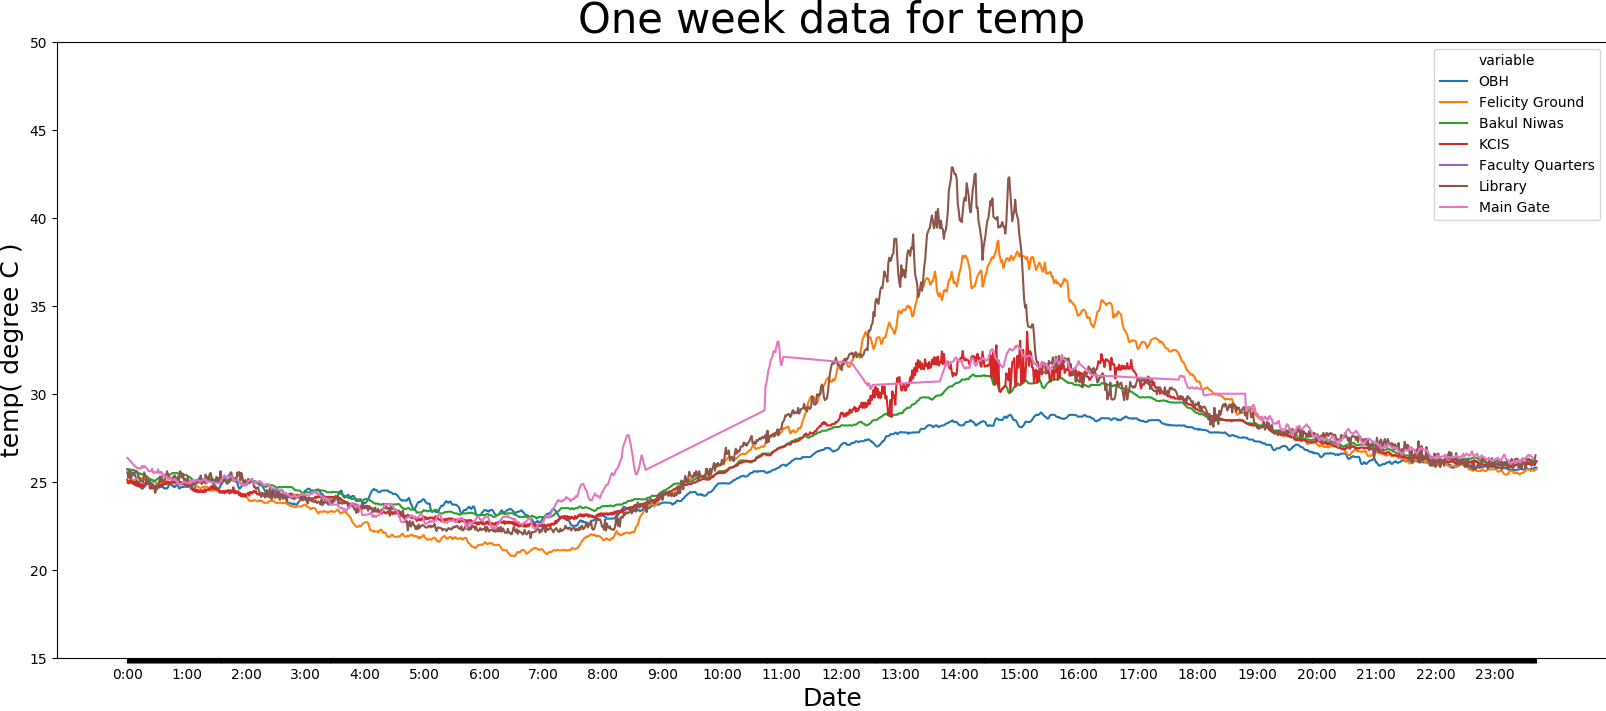 One week data for temp
50
45
40
35
30
25
20
15
temp( degree C )
variable
OBH
Felicity Ground
Bakul Niwas
KCIS
Faculty Quarters
Library
Main Gate
0:00 1:00 2:00 3:00 4:00 5:00 6:00 7:00 8:00 9:00 10:00 11:00 12:00 13:00 14:00 15:00 16:00 17:00 18:00 19:00 20:00 21:00 22:00 23:00
Date